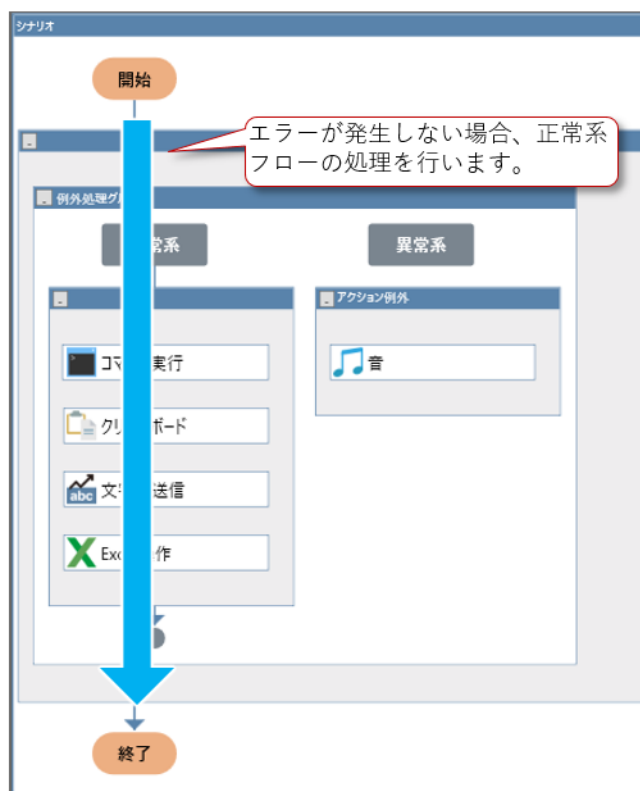 シナリオ
開始
エラーが発生しない場合、正常系
フローの処理を行います。
例外処理グ
常系
異常系
アクション例外
コマ 実行
音
クリ ボード
文 送信
abc
Exc 作
終了